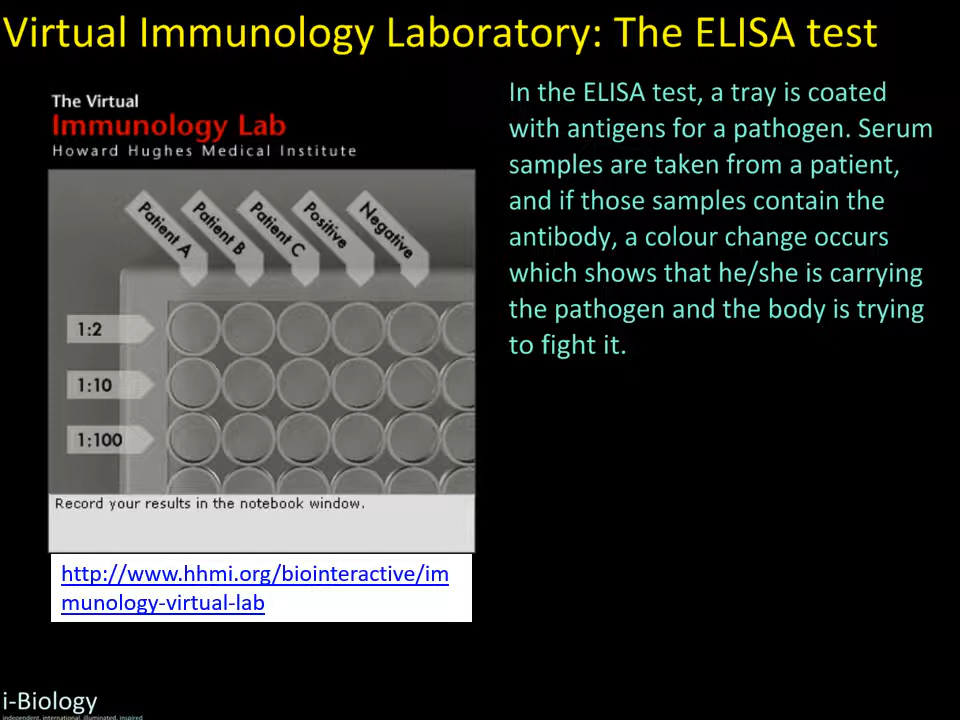 Virtual Immunology Laboratory: The ELISA test
The Virtual
Immunology Lab
Howard Hughes Medical Institute
Patient A
Patient B
Patient C
Positive
Negative
1:2
1:10
1:100
Record your results in the notebook window.
http://www.hhmi.org/biointeractive/im
munology-virtual-lab
In the ELISA test, a tray is coated
with antigens for a pathogen. Serum
samples are taken from a patient,
and if those samples contain the
antibody, a colour change occurs
which shows that he/she is carrying
the pathogen and the body is trying
to fight it.
i-Biology
independent, international, illuminated, inspired